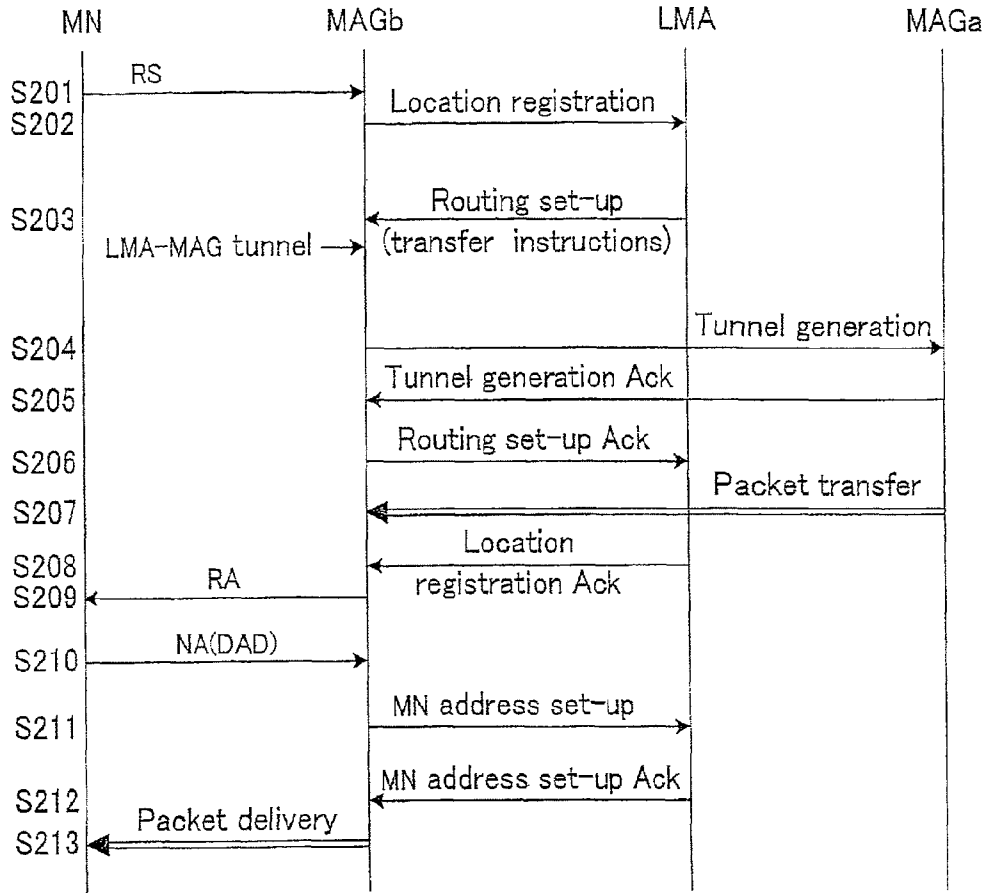 MN MAGb LMA MAGa
S201 RS
S202 Location registration
S203 Routing set-up
(transfer instructions)
LMA-MAG tunnel
S204 Tunnel generation
S205 Tunnel generation Ack
S206 Routing set-up Ack
S207 Packet transfer
S208 Location
registration Ack
S209 RA
S210 NA(DAD)
S211 MN address set-up
S212 MN address set-up Ack
S213 Packet delivery